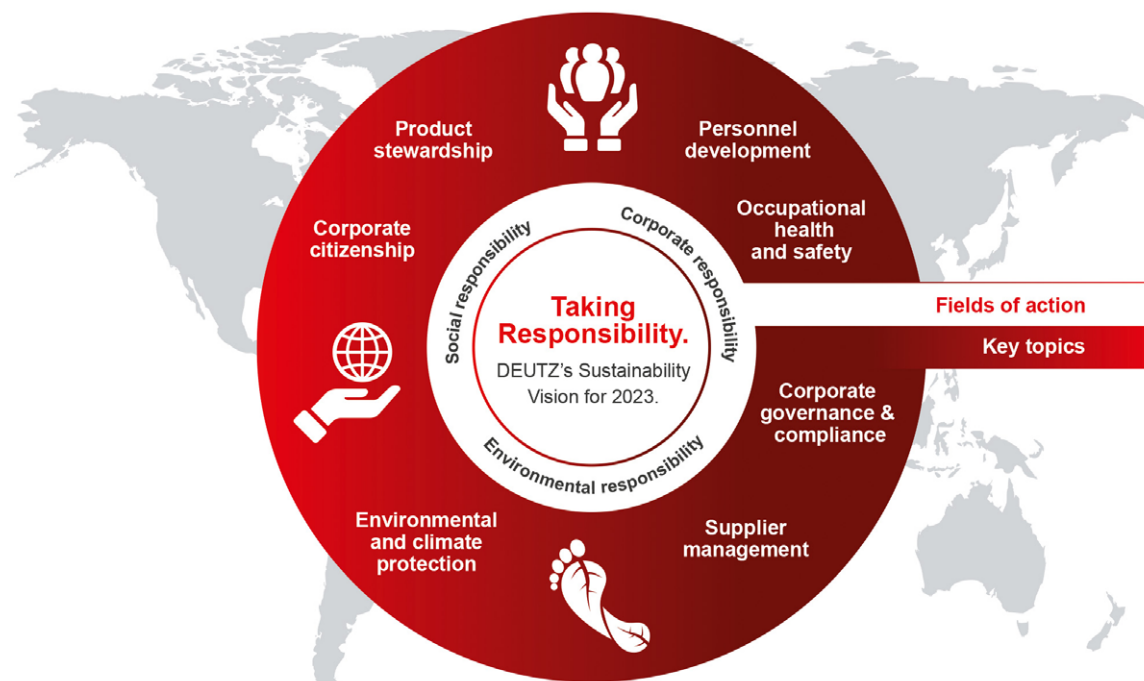 Product
stewardship
Personnel
development
Corporate
citizenship
Occupational
health
and safety
Social responsibility
Corporate responsibility
Environmental responsibility
Taking
Responsibility.
DEUTZ's Sustainability
Vision for 2023.
Fields of action
Key topics
Corporate
governance &
compliance
Environmental
and climate
protection
Supplier
management